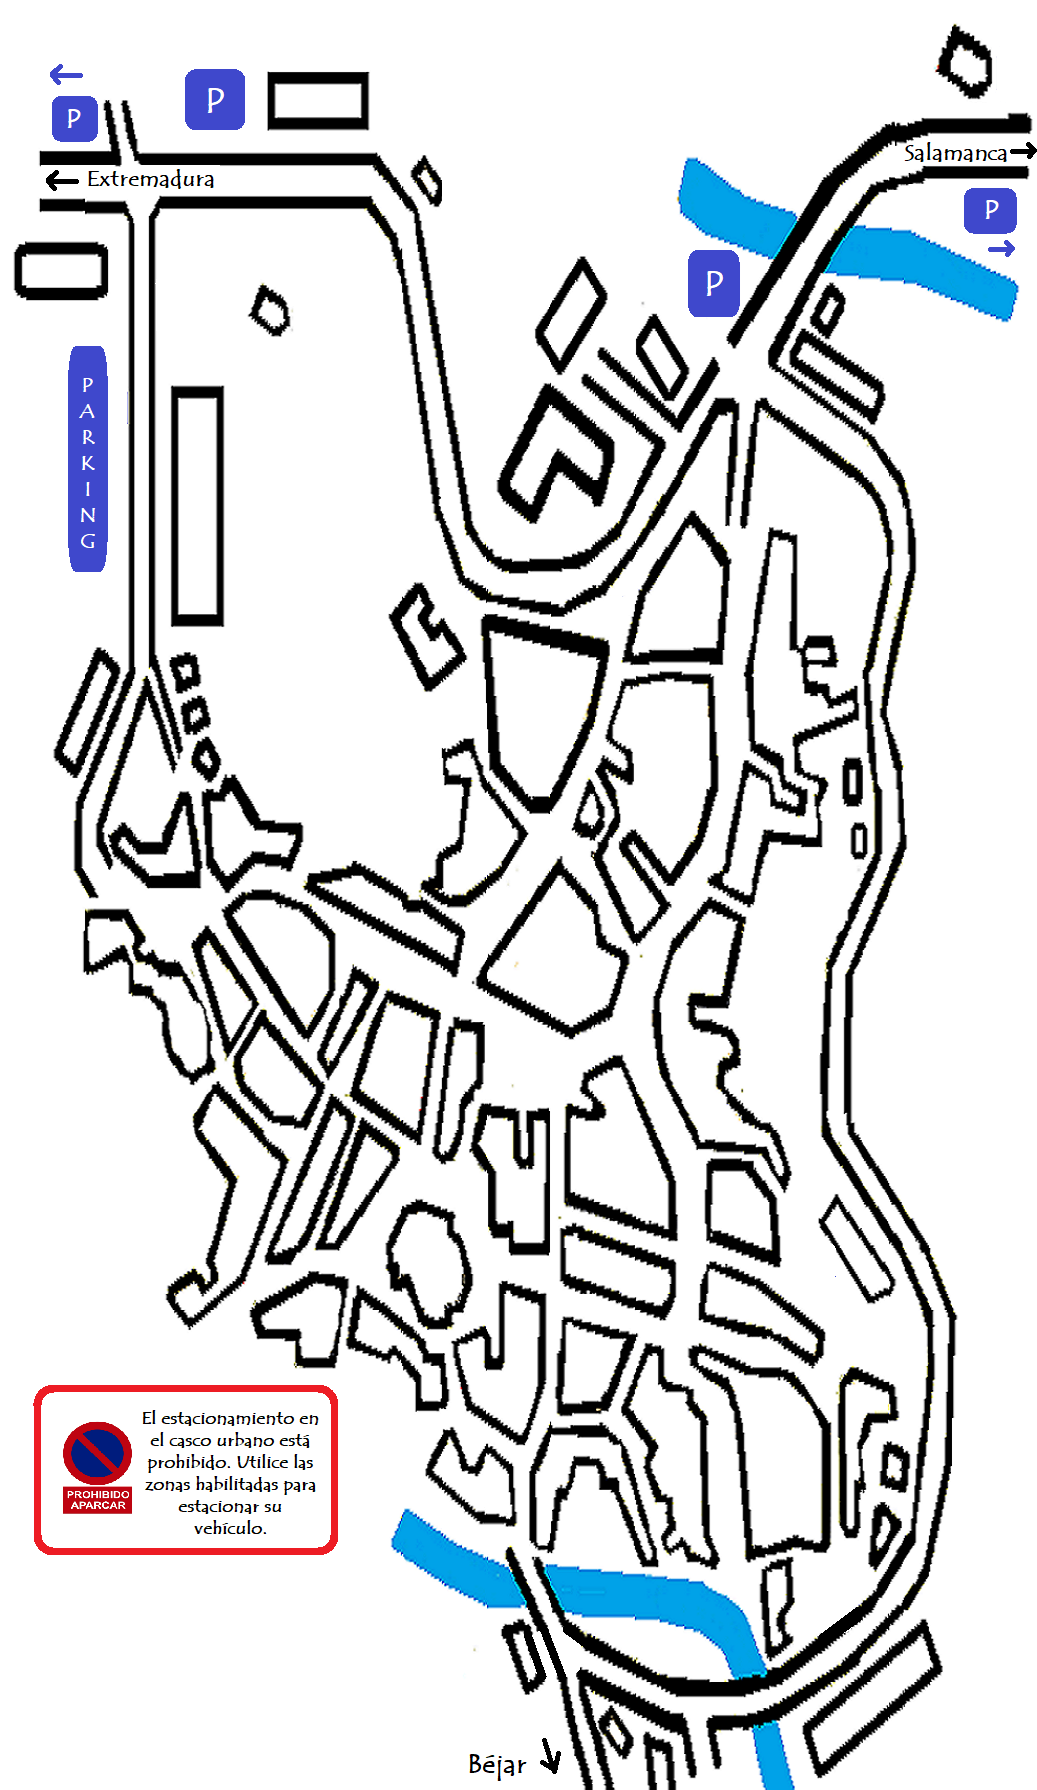 P
P
Salamanca
Extremadura
P
P
PARKING
El estacionamiento en
el casco urbano está
prohibido. Utilice las
zonas habilitadas para
estacionar su
vehículo.
PROHIBIDO
APARCAR
Béjar